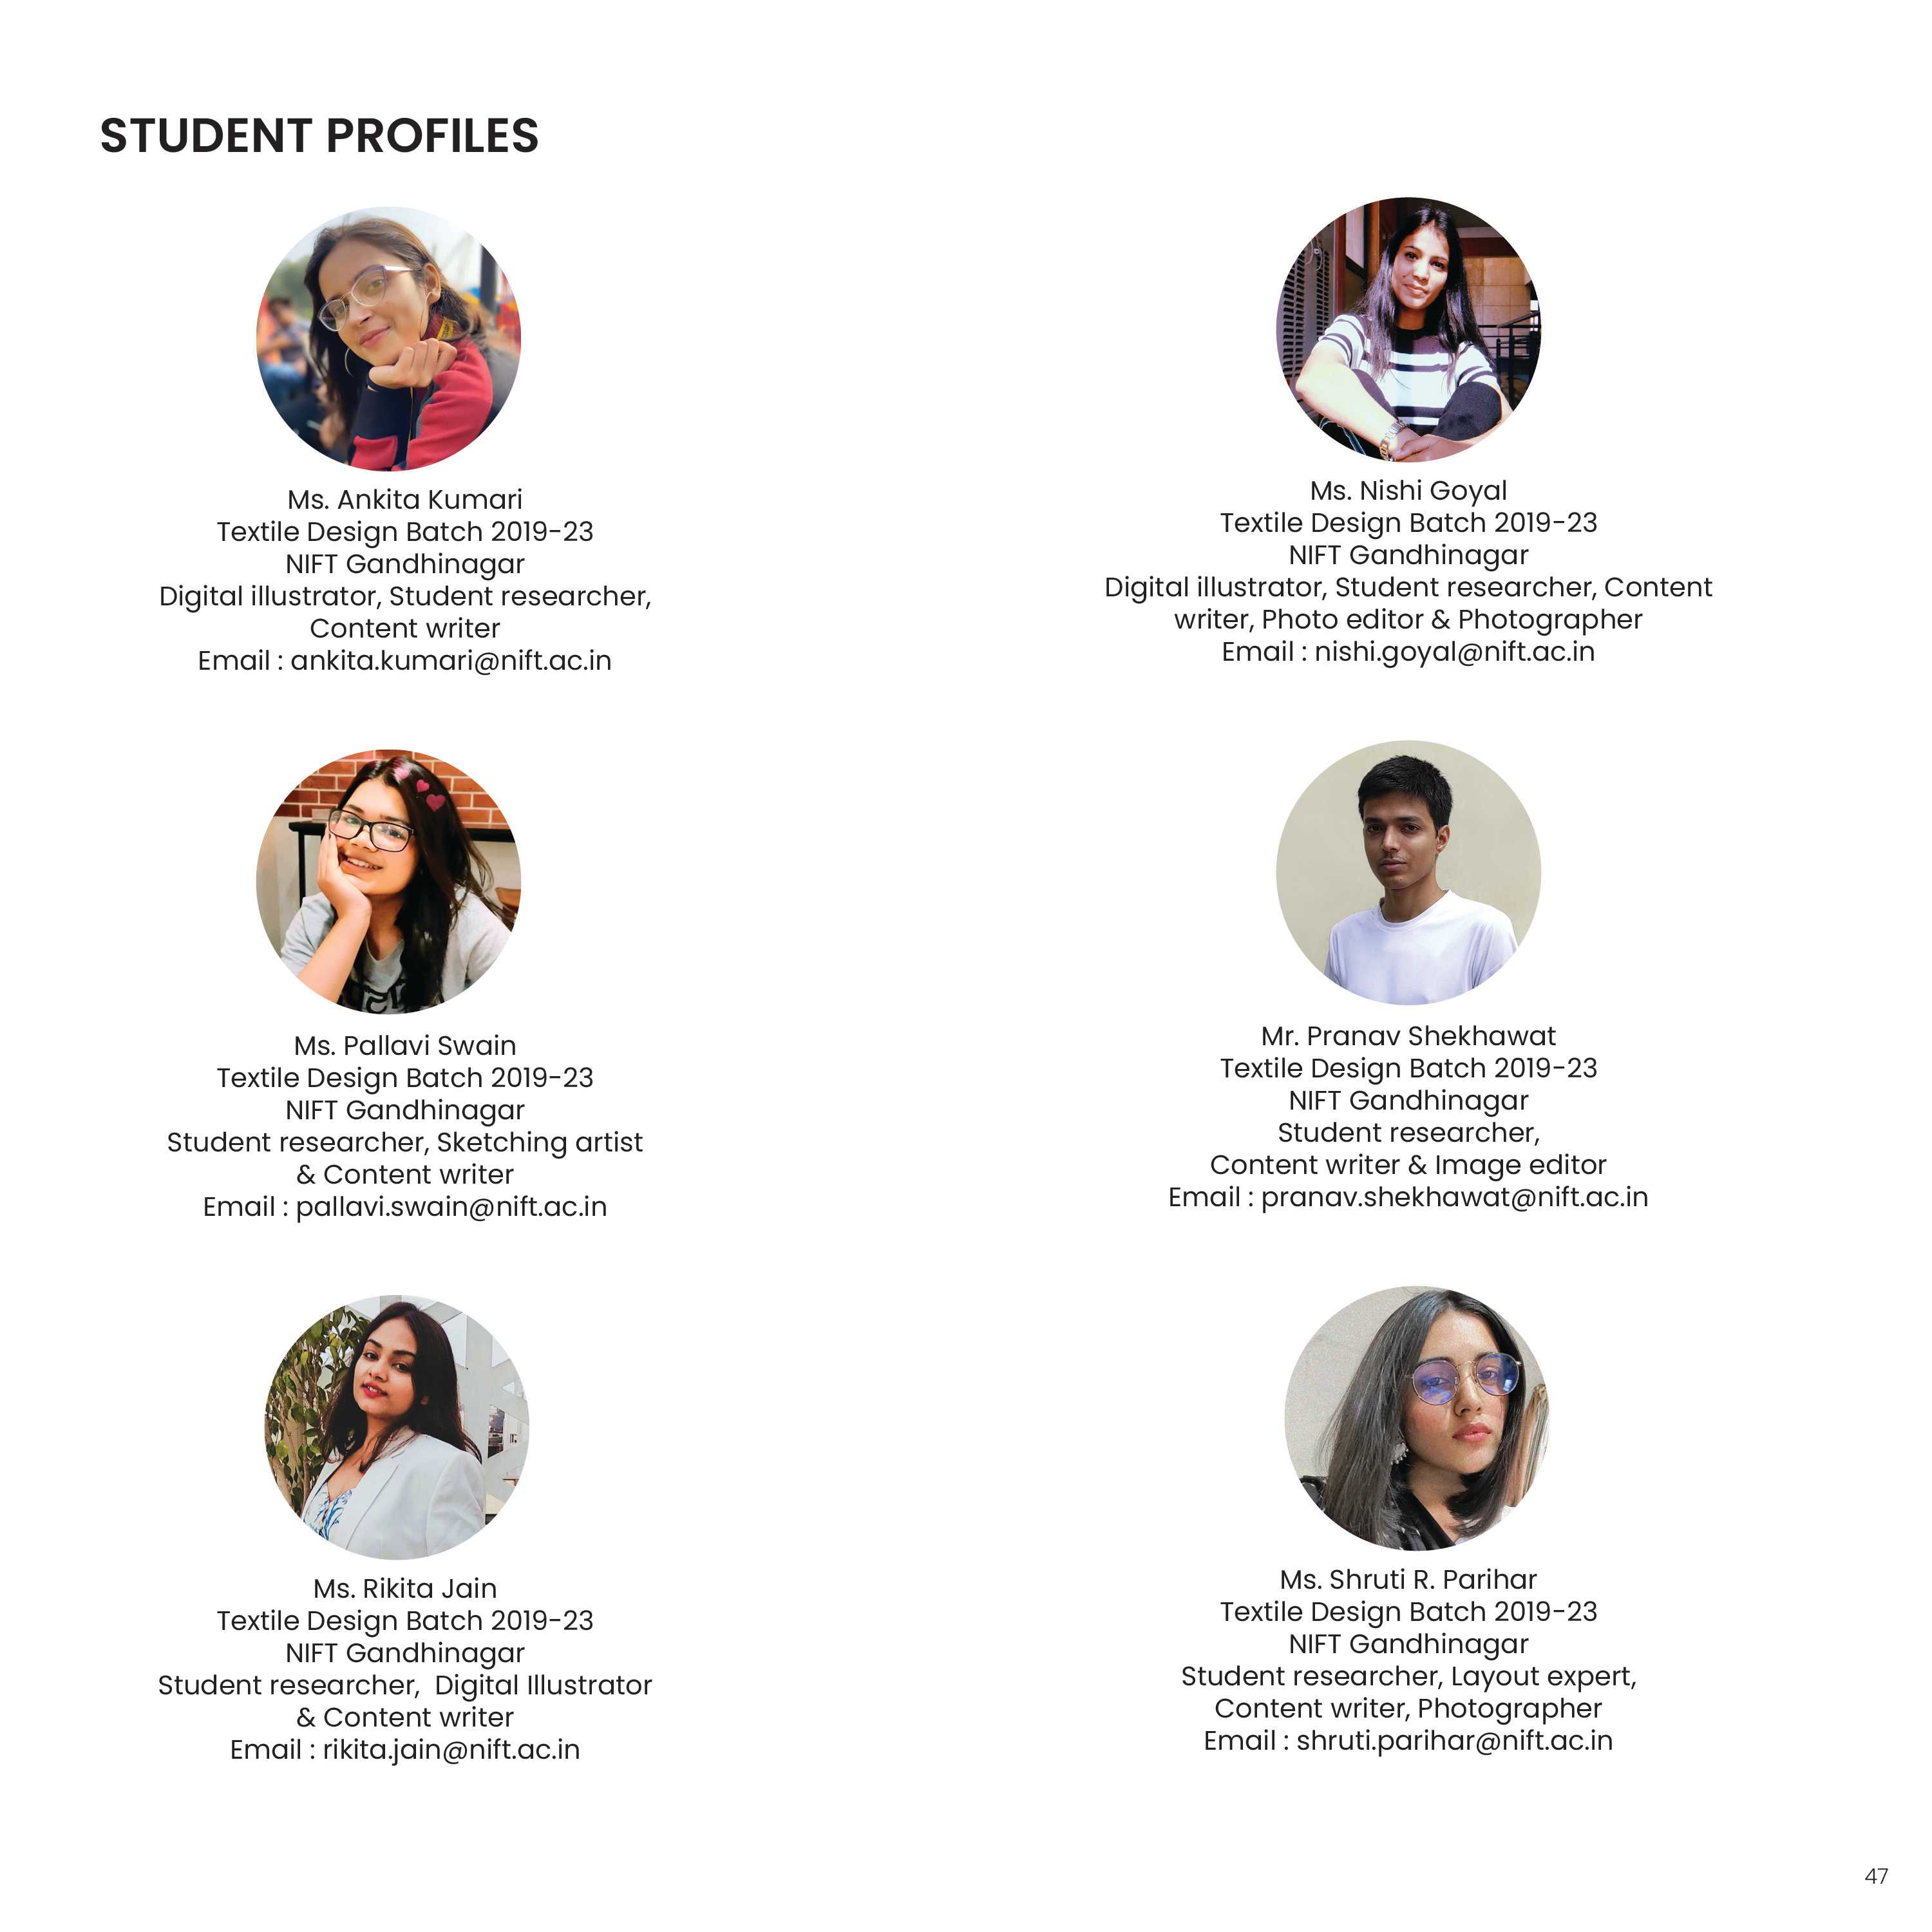 STUDENT PROFILES
Ms. Ankita Kumari
Textile Design Batch 2019-23
NIFT Gandhinagar
Digital illustrator, Student researcher,
Content writer
Email : ankita.kumari@nift.ac.in
Ms. Nishi Goyal
Textile Design Batch 2019-23
NIFT Gandhinagar
Digital illustrator, Student researcher, Content
writer, Photo editor & Photographer
Email : nishi.goyal@nift.ac.in
Ms. Pallavi Swain
Textile Design Batch 2019-23
NIFT Gandhinagar
Student researcher, Sketching artist
& Content writer
Email : pallavi.swain@nift.ac.in
Mr. Pranav Shekhawat
Textile Design Batch 2019-23
NIFT Gandhinagar
Student researcher,
Content writer & Image editor
Email : pranav.shekhawat@nift.ac.in
Ms. Rikita Jain
Textile Design Batch 2019-23
NIFT Gandhinagar
Student researcher,  Digital Illustrator
& Content writer
Email : rikita.jain@nift.ac.in
Ms. Shruti R. Parihar
Textile Design Batch 2019-23
NIFT Gandhinagar
Student researcher, Layout expert,
Content writer, Photographer
Email : shruti.parihar@nift.ac.in
47